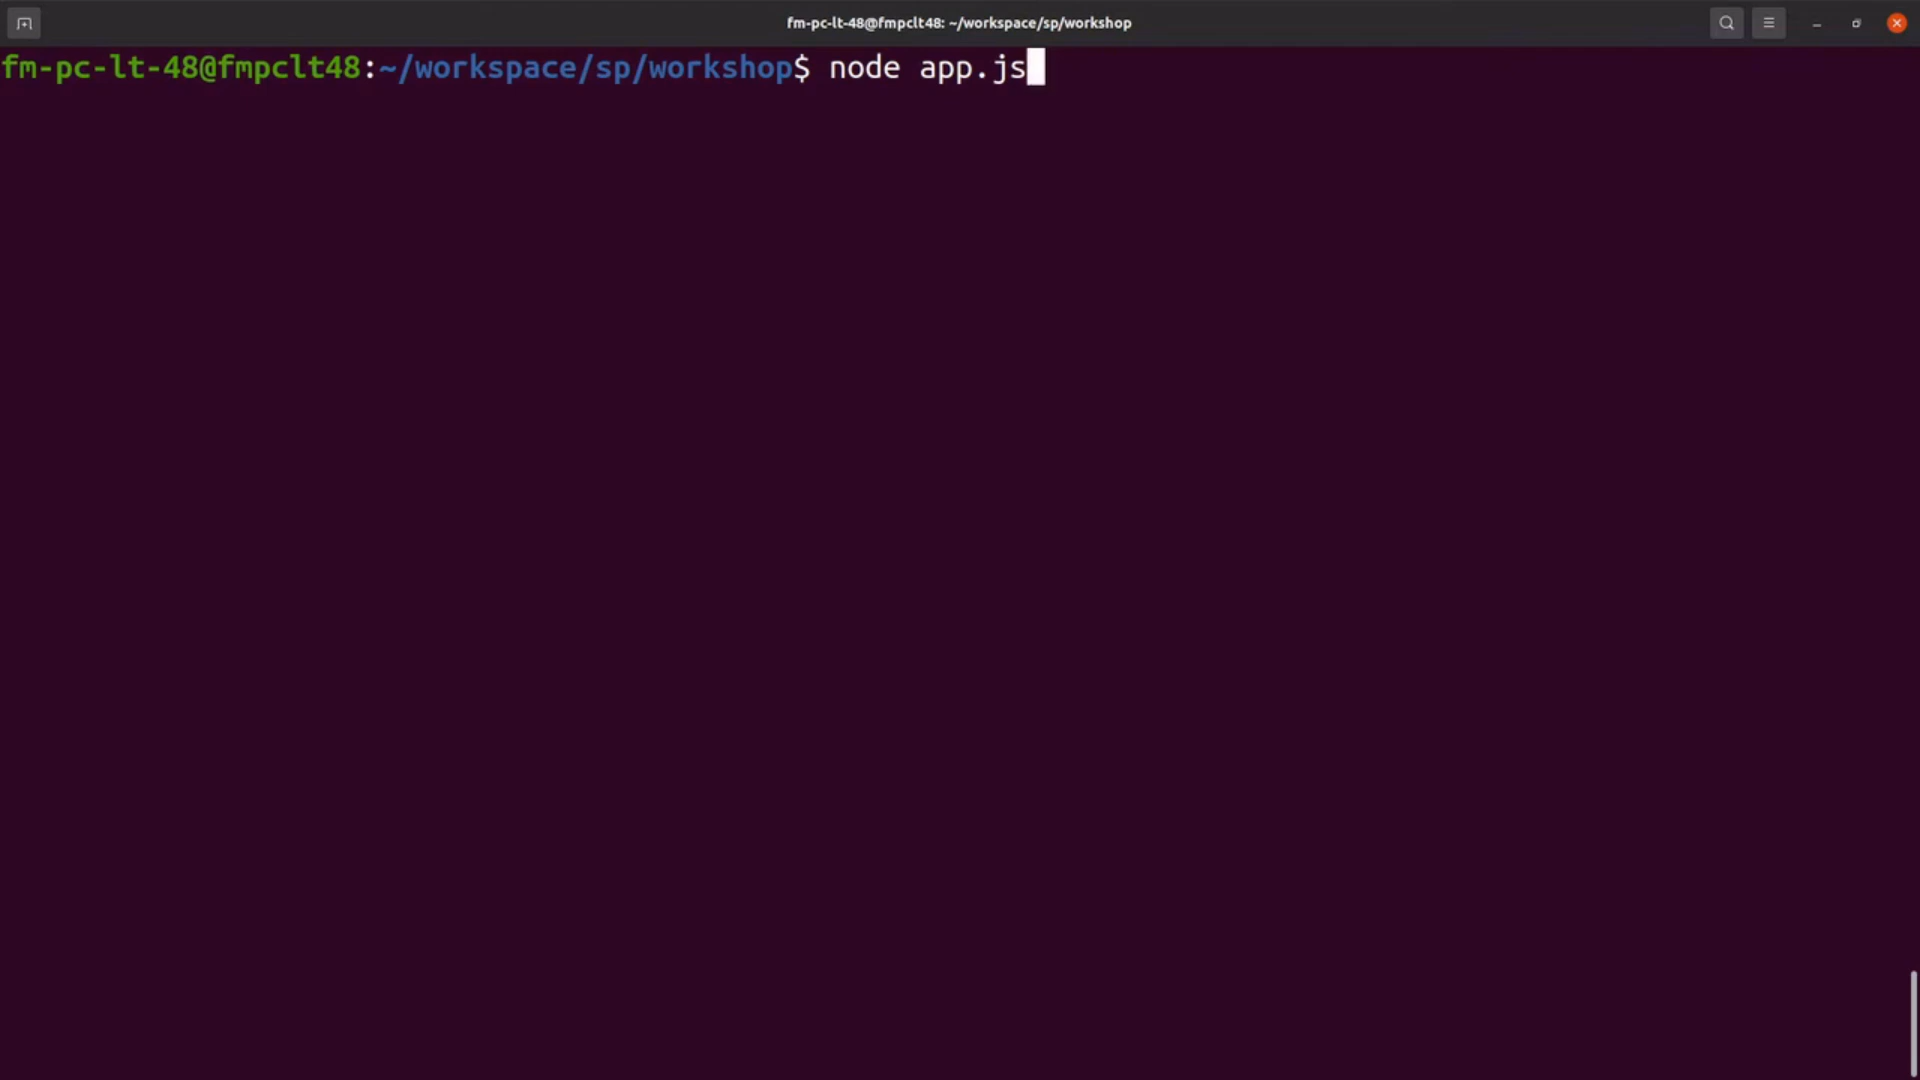 fm-pc-lt-48@fmpclt48: ~/workspace/sp/workshop
fm-pc-lt-48@fmpclt48:~/workspace/sp/workshop$ node app.js